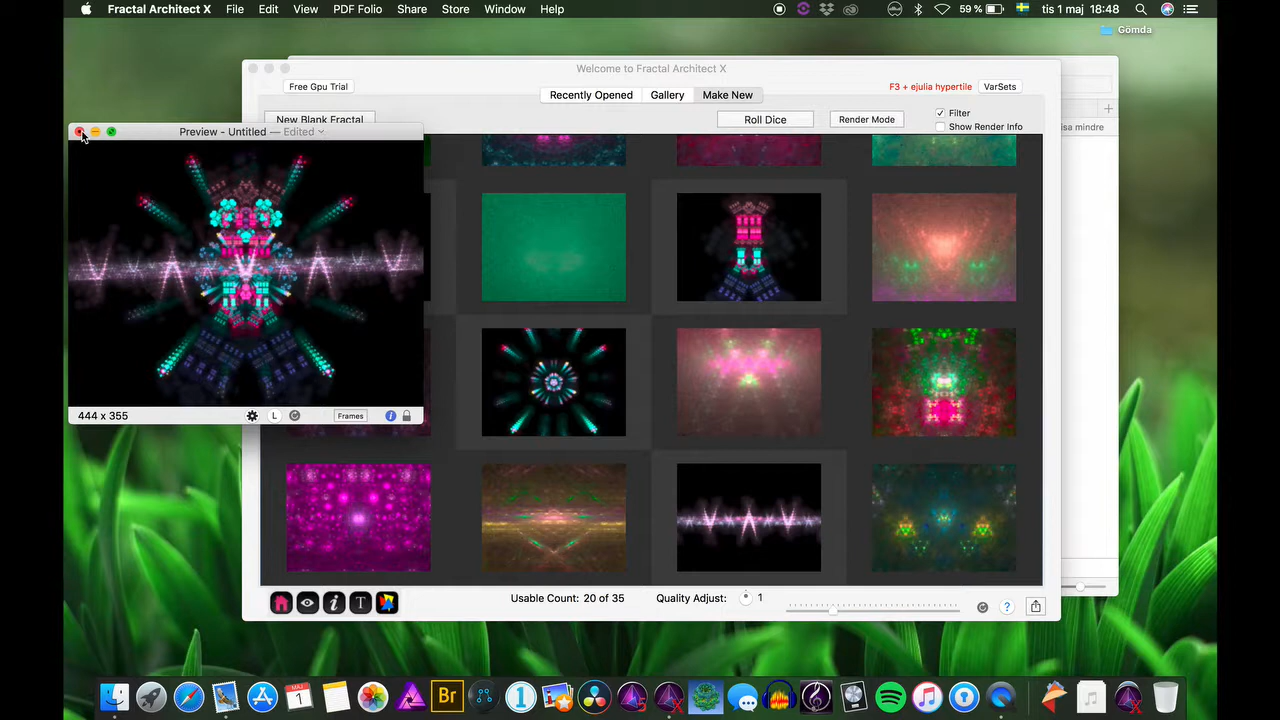 Fractal Architect X File Edit View PDF Folio Share Store Window Help 59 % tis 1 maj 18:48
Gömda
Welcome to Fractal Architect X
Free Gpu Trial Recently Opened Gallery Make New F3 + ejulia hypertile VarSets
New Blank Fractal Roll Dice Render Mode Filter
Show Render Info
isa mindre
Preview - Untitled — Edited
444 x 355 L Frames i
Usable Count: 20 of 35 Quality Adjust: 1 ?
i T
MAJ
1
Br
1